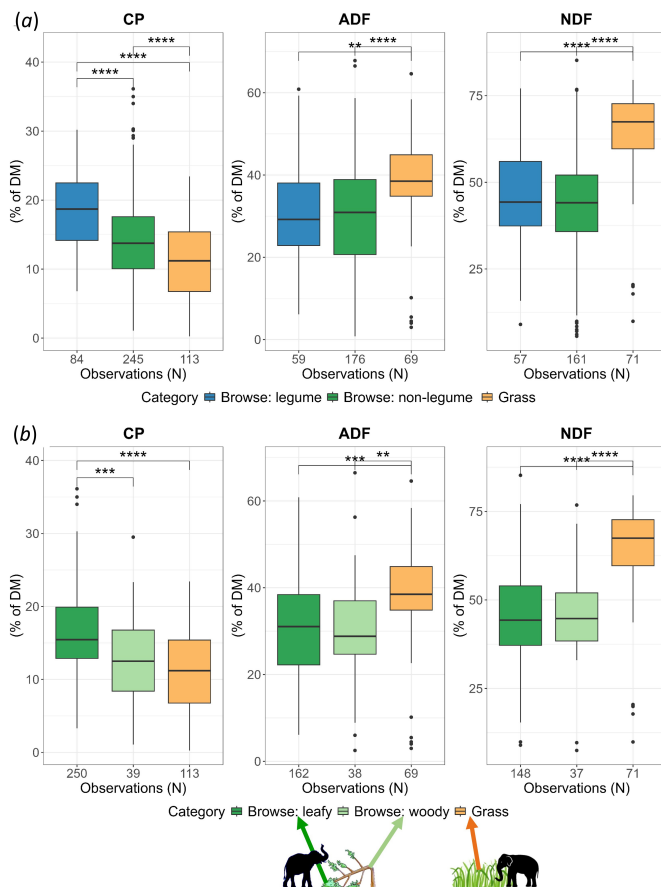 (a)
CP ADF NDF
**** **** ****
**** ** ****
****
40 60 75
30
20 40 50
10 20 25
0 0
(% of DM) (% of DM) (% of DM)
84 245 113 59 176 69 57 161 71
Observations (N) Observations (N) Observations (N)
Category Browse: legume Browse: non-legume Grass
(b)
CP ADF NDF
**** *** ** **** ****
***
40 60 75
30
20 40 50
10 20 25
0 0
(% of DM) (% of DM) (% of DM)
250 39 113 162 38 69 148 37 71
Observations (N) Observations (N) Observations (N)
Category Browse: leafy Browse: woody Grass